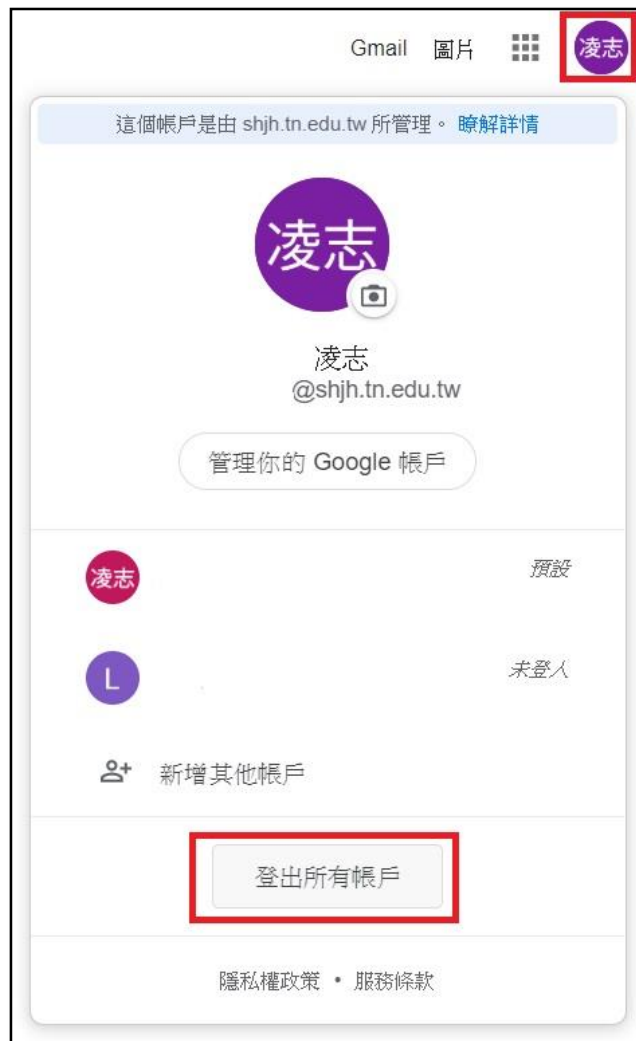 Gmail 圖片 凌志
這個帳戶是由 shjh.tn.edu.tw 所管理。 瞭解詳情
凌志
凌志
@shjh.tn.edu.tw
管理你的 Google 帳戶
凌志 預設
L 未登入
新增其他帳戶
登出所有帳戶
隱私權政策 • 服務條款